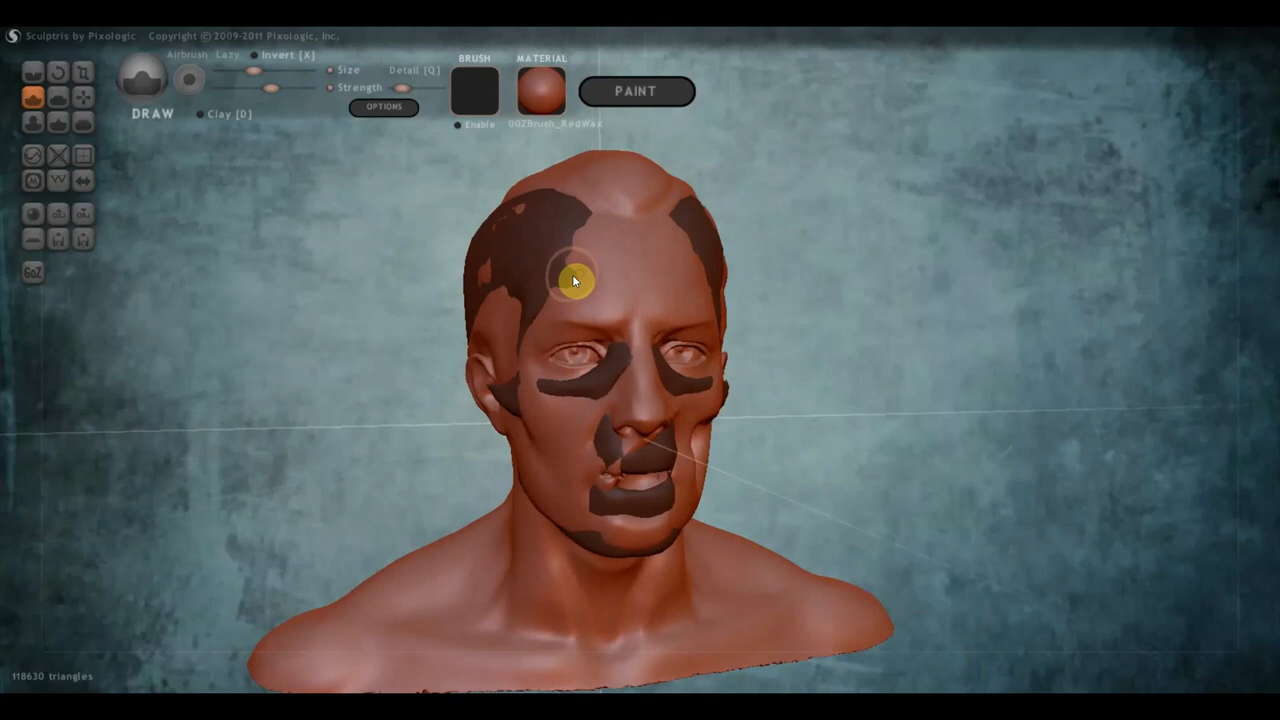 Sculptris by Pixologic Copyright © 2009-2011 Pixologic, Inc.
Airbrush Lazy Invert [X]
BRUSH MATERIAL
Size Detail [Q]
Strength
OPTIONS
PAINT
DRAW Clay [D]
Enable 00ZBrush_RedWax
GoZ
118630 triangles